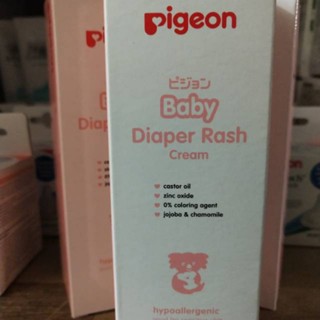 pigeon
ピジョン
Baby
Diaper Rash
Cream
castor oil
zinc oxide
0% coloring agent
jojoba & chamomile
hypoallergenic